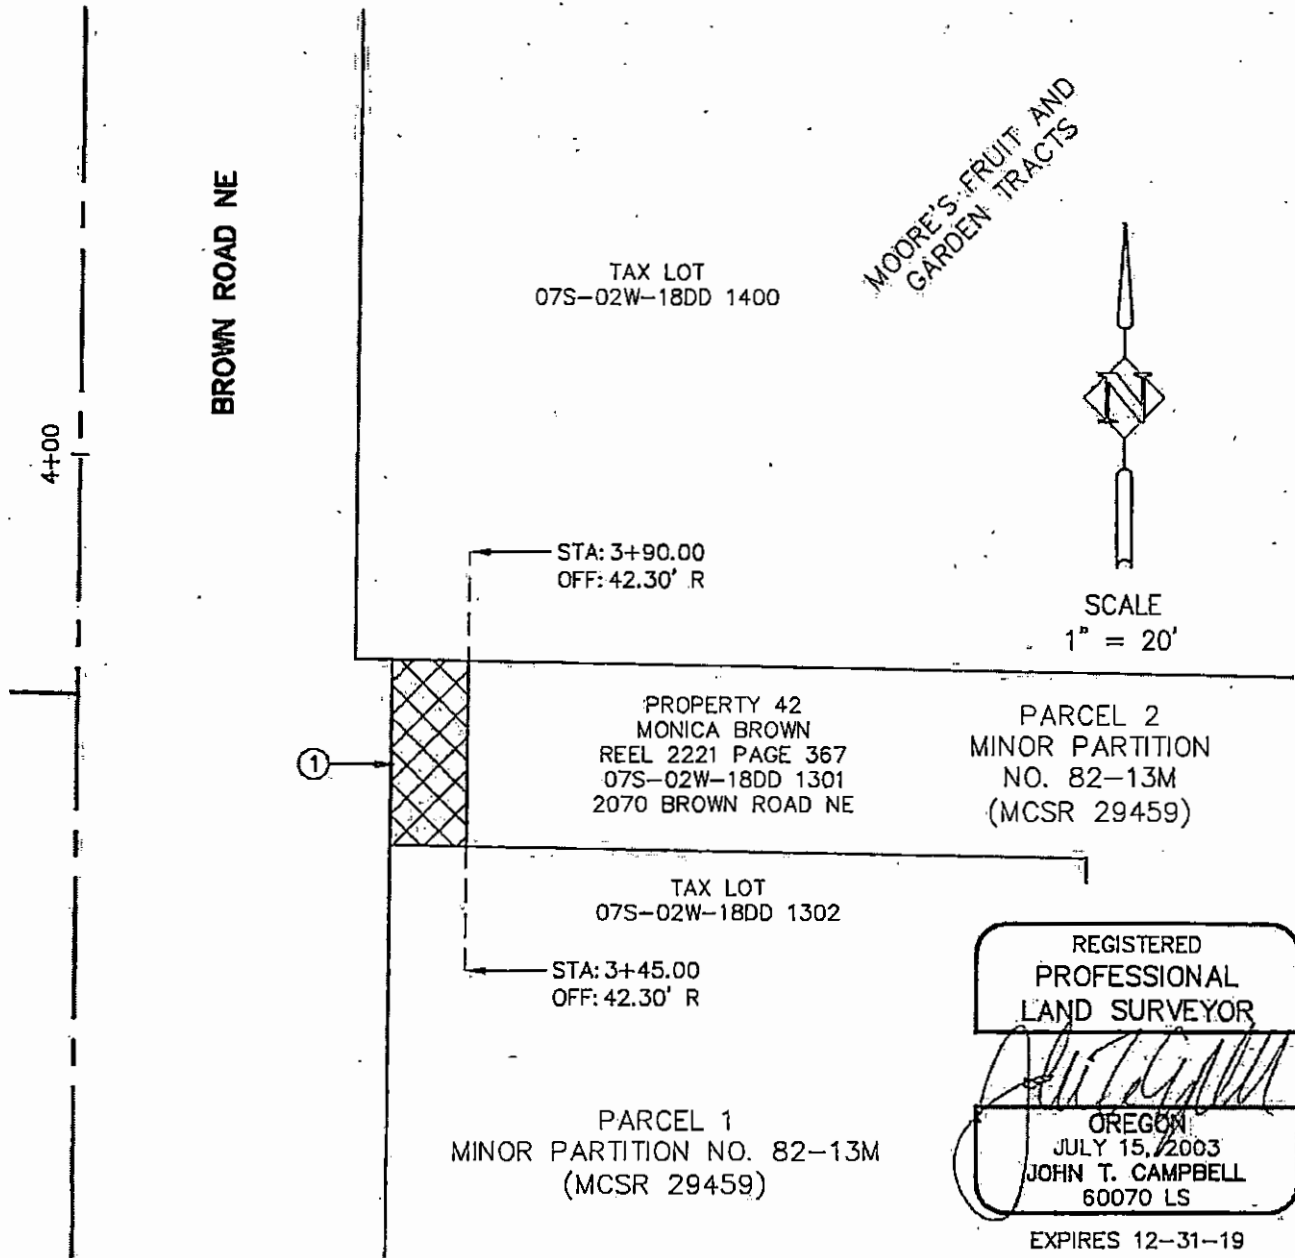 BROWN ROAD NE
4+00
MOORE'S FRUIT AND
GARDEN TRACTS
TAX LOT
07S-02W-18DD 1400
N
SCALE
1" = 20'
STA: 3+90.00
OFF: 42.30' R
1
PROPERTY 42
MONICA BROWN
REEL 2221 PAGE 367
07S-02W-18DD 1301
2070 BROWN ROAD NE
PARCEL 2
MINOR PARTITION
NO. 82-13M
(MCSR 29459)
TAX LOT
07S-02W-18DD 1302
STA: 3+45.00
OFF: 42.30' R
PARCEL 1
MINOR PARTITION NO. 82-13M
(MCSR 29459)
REGISTERED
PROFESSIONAL
LAND SURVEYOR
OREGON
JULY 15, 2003
JOHN T. CAMPBELL
60070 LS
EXPIRES 12-31-19